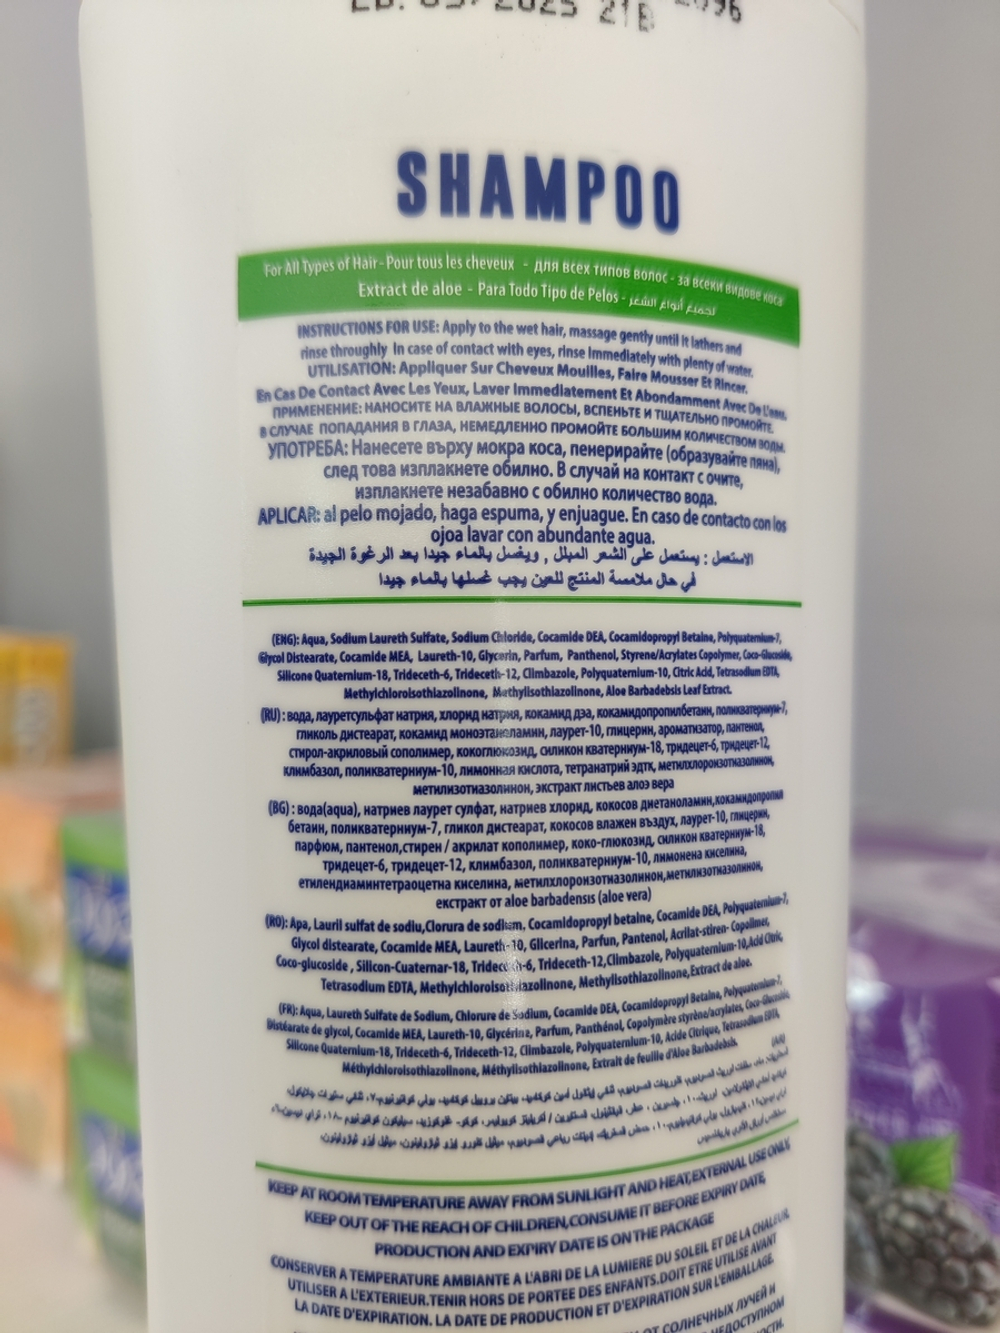 2025 21B
SHAMPOO
For All Types of Hair - Pour tous les cheveux - для всех типов волос - за всеки видове коса
Extract de aloe - Para Todo Tipo de Pelos - لجميع أنواع الشعر
INSTRUCTIONS FOR USE: Apply to the wet hair, massage gently until it lathers and
rinse throughly In case of contact with eyes, rinse Immediately with plenty of water.
UTILISATION: Appliquer Sur Cheveux Mouilles, Faire Mousser Et Rincer.
En Cas De Contact Avec Les Yeux, Laver Immediatement Et Abondamment Avec De L'eau.
ПРИМЕНЕНИЕ: НАНОСИТЕ НА ВЛАЖНЫЕ ВОЛОСЫ, ВСПЕНЬТЕ И ТЩАТЕЛЬНО ПРОМОЙТЕ.
В СЛУЧАЕ ПОПАДАНИЯ В ГЛАЗА, НЕМЕДЛЕННО ПРОМОЙТЕ БОЛЬШИМ КОЛИЧЕСТВОМ ВОДЫ.
УПОТРЕБА: Нанесете върху мокра коса, пенерирайте (образувайте пяна),
след това изплакнете обилно. В случай на контакт с очите,
изплакнете незабавно с обилно количество вода.
APLICAR: al pelo mojado, haga espuma, y enjuague. En caso de contacto con los
ojoa lavar con abundante agua.
الاستعمل : يستعمل على الشعر المبلل , ويغسل بالماء جيدا بعد الرغوة الجيدة
في حال ملامسة المنتج للعين يجب غسلها بالماء جيدا
(ENG): Aqua, Sodium Laureth Sulfate, Sodium Chloride, Cocamide DEA, Cocamidopropyl Betaine, Polyquaternium-7,
Glycol Distearate, Cocamide MEA, Laureth-10, Glycerin, Parfum, Panthenol, Styrene/Acrylates Copolymer, Coco-Glucoside,
Silicone Quaternium-18, Trideceth-6, Trideceth-12, Climbazole, Polyquaternium-10, Citric Acid, Tetrasodium EDTA,
Methylchloroisothiazolinone, Methylisothiazolinone, Aloe Barbadebsis Leaf Extract.
(RU) : вода, лауретсульфат натрия, хлорид натрия, кокамид дэа, кокамидопропилбетаин, поликватерниум-7,
гликоль дистеарат, кокамид моноэтаноламин, лаурет-10, глицерин, ароматизатор, пантенол,
стирол-акриловый сополимер, кокоглюкозид, силикон кватерниум-18, тридецет-6, тридецет-12,
климбазол, поликватерниум-10, лимонная кислота, тетранатрий эдтк, метилхлороизотиазолинон,
метилизотиазолинон, экстракт листьев алоэ вера
(BG) : вода(aqua), натриев лаурет сулфат, натриев хлорид, кокосов диетаноламин,кокамидопропил
бетаин, поликватерниум-7, гликол дистеарат, кокосов влажен въздух, лаурет-10, глицерин,
парфюм, пантенол,стирен / акрилат кополимер, коко-глюкозид, силикон кватерниум-18,
тридецет-6, тридецет-12, климбазол, поликватерниум-10, лимонена киселина,
етилендиаминтетраоцетна киселина, метилхлороизотиазолинон,метилизотиазолинон,
екстракт от aloe barbadensis (aloe vera)
(RO): Apa, Lauril sulfat de sodiu,Clorura de sodium, Cocamidopropyl betaine, Cocamide DEA, Polyquaternium-7,
Glycol distearate, Cocamide MEA, Laureth-10, Glicerina, Parfun, Pantenol, Acrilat-stiren- Copolimer,
Coco-glucoside , Silicon-Cuaternar-18, Trideceth-6, Trideceth-12,Climbazole, Polyquaternium-10,Acid Citric,
Tetrasodium EDTA, Methylchloroisothiazolinone, Methylisothiazolinone,Extract de aloe.
(FR): Aqua, Laureth Sulfate de Sodium, Chlorure de Sodium, Cocamide DEA, Cocamidopropyl Betaine, Polyquaternium-7,
Distéarate de glycol, Cocamide MEA, Laureth-10, Glycérine, Parfum, Panthénol, Copolymère styrène/acrylates, Coco-Glucoside,
Silicone Quaternium-18, Trideceth-6, Trideceth-12, Climbazole, Polyquaternium-10, Acide Citrique, Tetrasodium EDTA,
Méthylchloroisothiazolinone, Méthylisothiazolinone, Extrait de feuille d'Aloe Barbadebsis.
KEEP AT ROOM TEMPERATURE AWAY FROM SUNLIGHT AND HEAT,EXTERNAL USE ONLY,
KEEP OUT OF THE REACH OF CHILDREN,CONSUME IT BEFORE EXPIRY DATE,
PRODUCTION AND EXPIRY DATE IS ON THE PACKAGE
CONSERVER A TEMPERATURE AMBIANTE A L'ABRI DE LA LUMIERE DU SOLEIL ET DE LA CHALEUR,
UTILISER A L'EXTERIEUR.TENIR HORS DE PORTEE DES ENFANTS.DOIT ETRE UTILISE AVANT
LA DATE D'EXPIRATION. LA DATE DE PRODUCTION ET D'EXPIRATION SUR L'EMBALLAGE.
ОТ СОЛНЕЧНЫХ ЛУЧЕЙ И
НЕДОСТУПНОМ